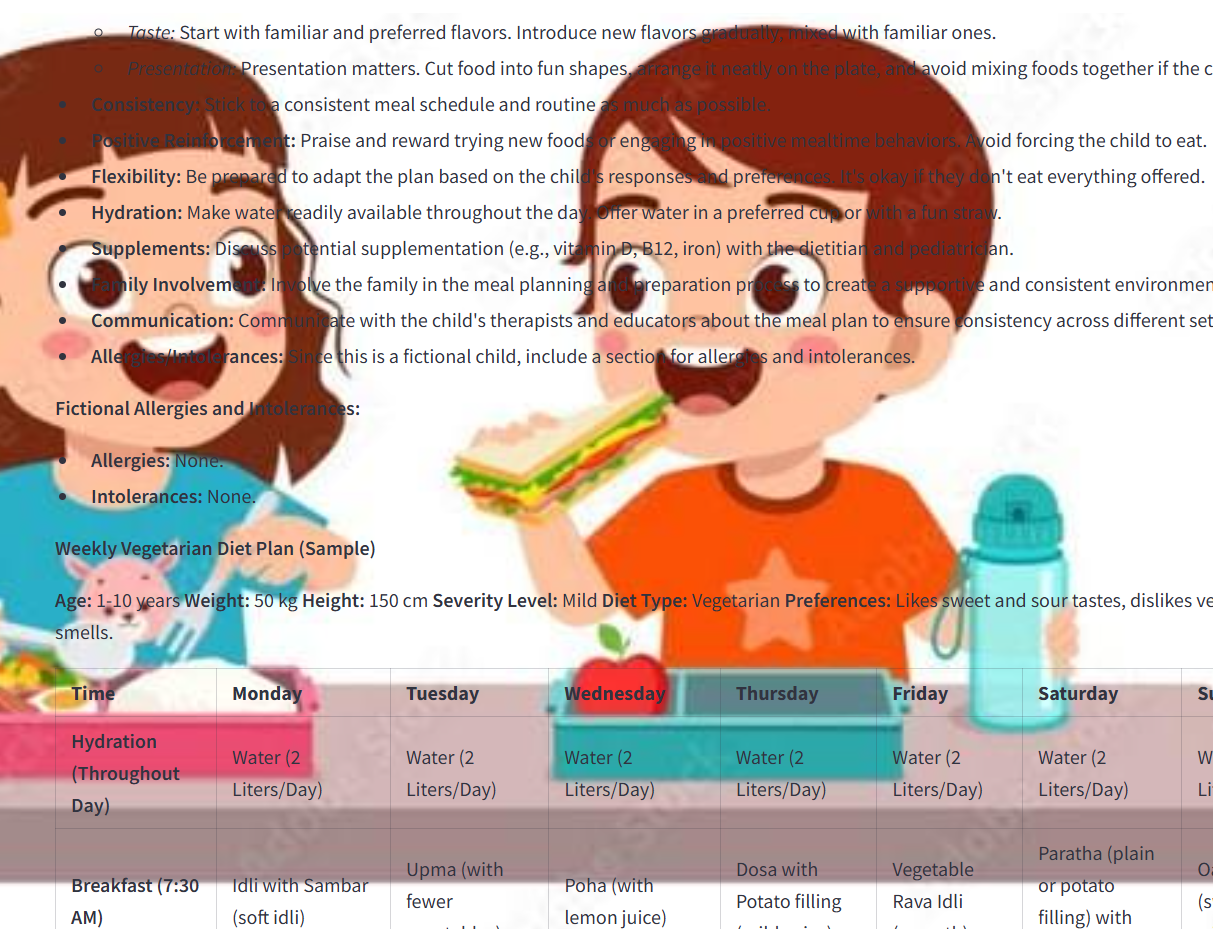 Taste: Start with familiar and preferred flavors. Introduce new flavors gradually, mixed with familiar ones.
Presentation: Presentation matters. Cut food into fun shapes, arrange it neatly on the plate, and avoid mixing foods together if the c
Consistency: Stick to a consistent meal schedule and routine as much as possible.
Positive Reinforcement: Praise and reward trying new foods or engaging in positive mealtime behaviors. Avoid forcing the child to eat.
Flexibility: Be prepared to adapt the plan based on the child's responses and preferences. It's okay if they don't eat everything offered.
Hydration: Make water readily available throughout the day. Offer water in a preferred cup or with a fun straw.
Supplements: Discuss potential supplementation (e.g., vitamin D, B12, iron) with the dietitian and pediatrician.
Family Involvement: Involve the family in the meal planning and preparation process to create a supportive and consistent environmen
Communication: Communicate with the child's therapists and educators about the meal plan to ensure consistency across different set
Allergies/Intolerances: Since this is a fictional child, include a section for allergies and intolerances.
Fictional Allergies and Intolerances:
Allergies: None.
Intolerances: None.
Weekly Vegetarian Diet Plan (Sample)
Age: 1-10 years Weight: 50 kg Height: 150 cm Severity Level: Mild Diet Type: Vegetarian Preferences: Likes sweet and sour tastes, dislikes ve
smells.
Time Monday Tuesday Wednesday Thursday Friday Saturday Su
Hydration
(Throughout
Day)
Water (2
Liters/Day)
Water (2
Liters/Day)
Water (2
Liters/Day)
Water (2
Liters/Day)
Water (2
Liters/Day)
Water (2
Liters/Day)
W
Li
Breakfast (7:30
AM)
Idli with Sambar
(soft idli)
Upma (with
fewer
Poha (with
lemon juice)
Dosa with
Potato filling
Vegetable
Rava Idli
Paratha (plain
or potato
filling) with